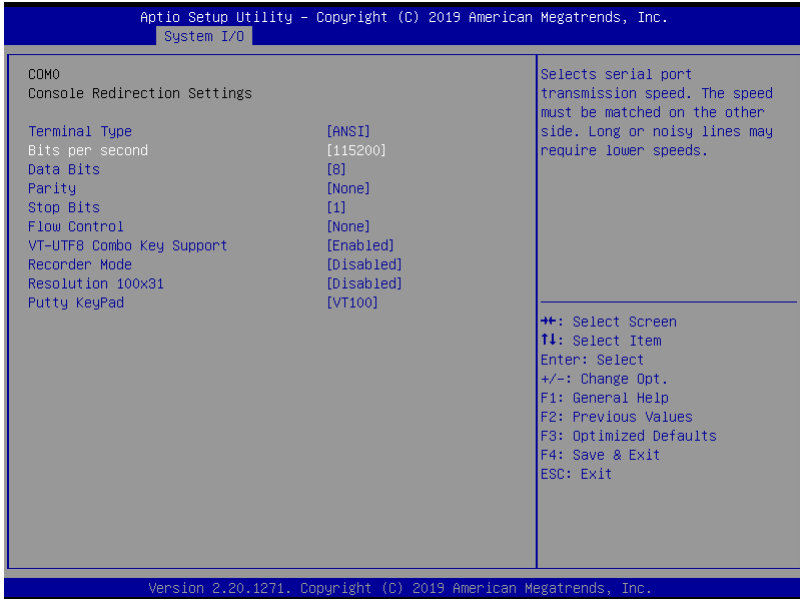 Aptio Setup Utility – Copyright (C) 2019 American Megatrends, Inc.
System I/O
COM0
Console Redirection Settings
Terminal Type [ANSI]
Bits per second [115200]
Data Bits [8]
Parity [None]
Stop Bits [1]
Flow Control [None]
VT-UTF8 Combo Key Support [Enabled]
Recorder Mode [Disabled]
Resolution 100x31 [Disabled]
Putty KeyPad [VT100]
Selects serial port
transmission speed. The speed
must be matched on the other
side. Long or noisy lines may
require lower speeds.
→←: Select Screen
↑↓: Select Item
Enter: Select
+/-: Change Opt.
F1: General Help
F2: Previous Values
F3: Optimized Defaults
F4: Save & Exit
ESC: Exit
Version 2.20.1271. Copyright (C) 2019 American Megatrends, Inc.